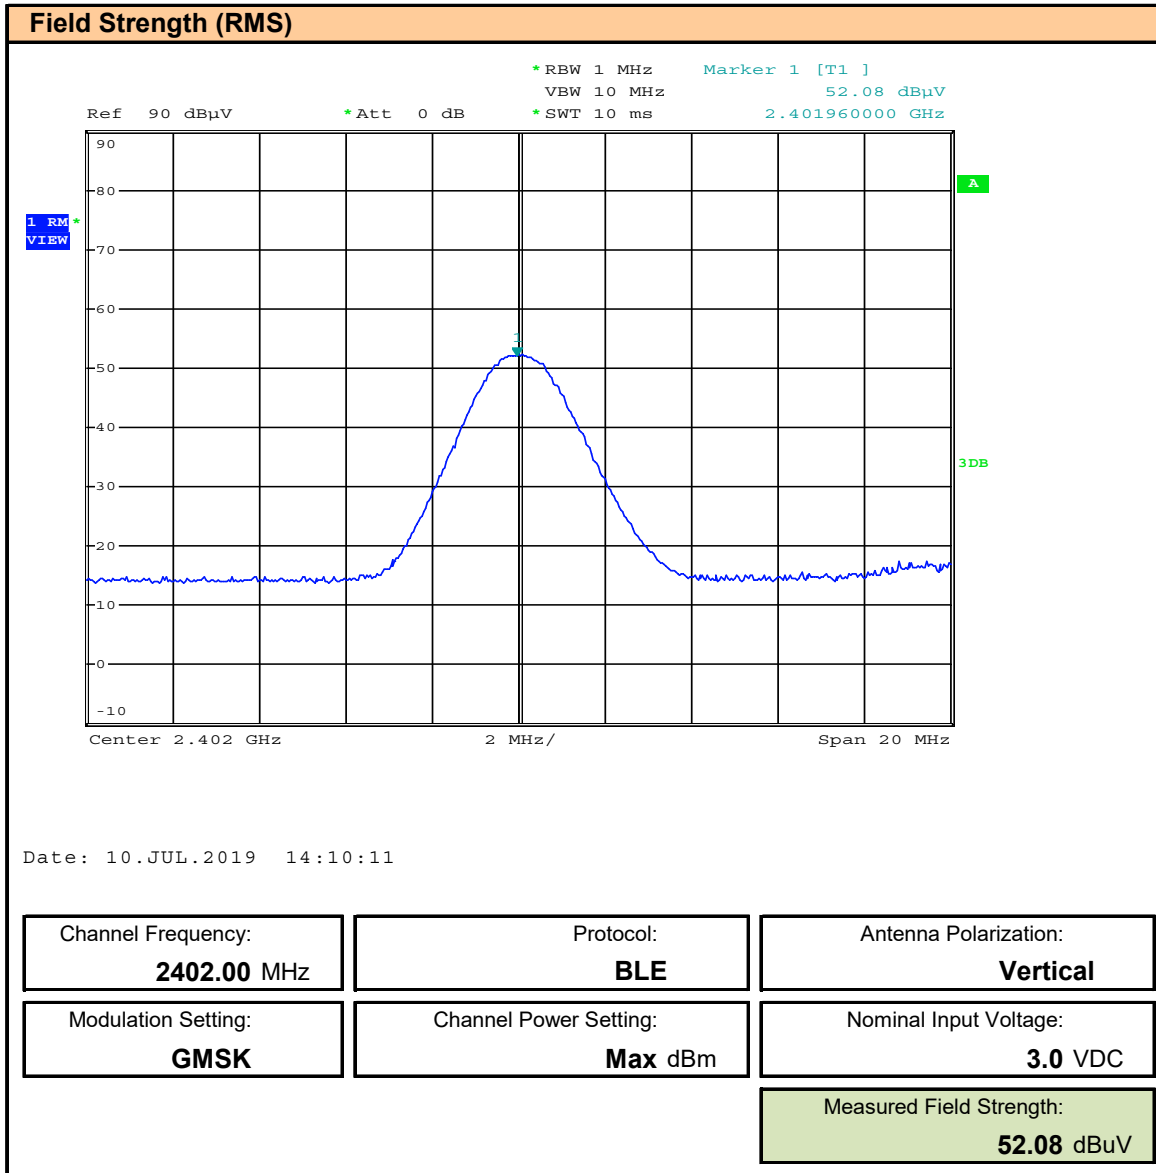 Field Strength (RMS)
*RBW 1 MHz Marker 1 [T1 ]
VBW 10 MHz 52.08 dBµV
Ref 90 dBµV *Att 0 dB *SWT 10 ms 2.401960000 GHz
90
80
A
1 RM *
VIEW
70
60
1
50
40
3DB
30
20
10
0
-10
Center 2.402 GHz 2 MHz/ Span 20 MHz
Date: 10.JUL.2019 14:10:11
Channel Frequency: Protocol: Antenna Polarization:
2402.00 MHz BLE Vertical
Modulation Setting: Channel Power Setting: Nominal Input Voltage:
GMSK Max dBm 3.0 VDC
Measured Field Strength:
52.08 dBuV